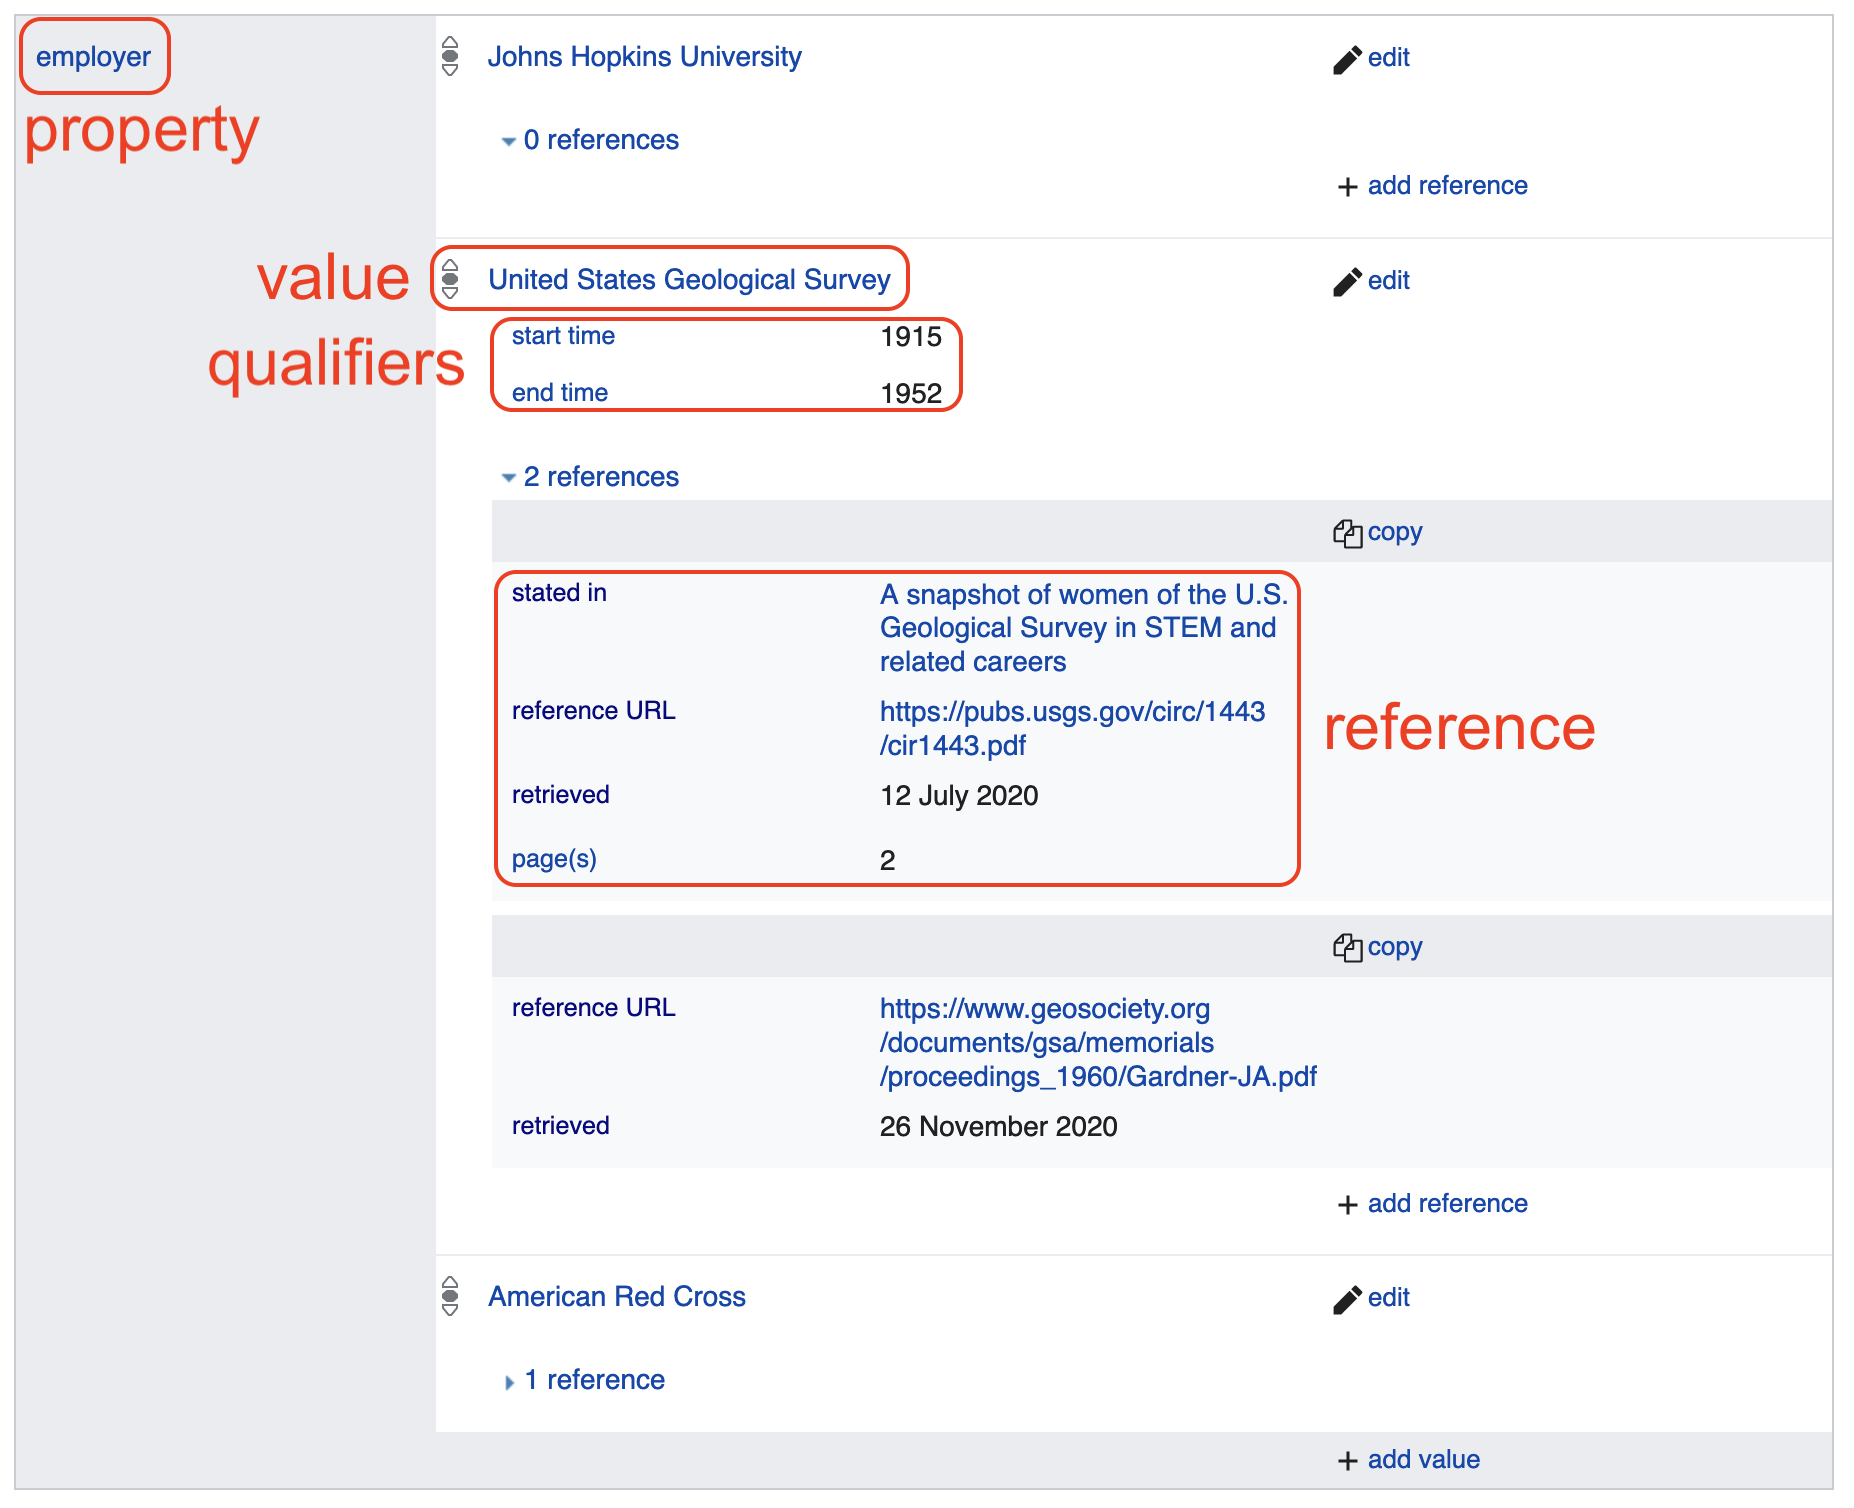 employer
property
Johns Hopkins University
edit
0 references
+ add reference
value
United States Geological Survey
edit
qualifiers
start time 1915
end time 1952
2 references
copy
stated in
A snapshot of women of the U.S.
Geological Survey in STEM and
related careers
reference URL
https://pubs.usgs.gov/circ/1443
/cir1443.pdf
reference
retrieved 12 July 2020
page(s) 2
copy
reference URL
https://www.geosociety.org
/documents/gsa/memorials
/proceedings_1960/Gardner-JA.pdf
retrieved 26 November 2020
+ add reference
American Red Cross
edit
1 reference
+ add value